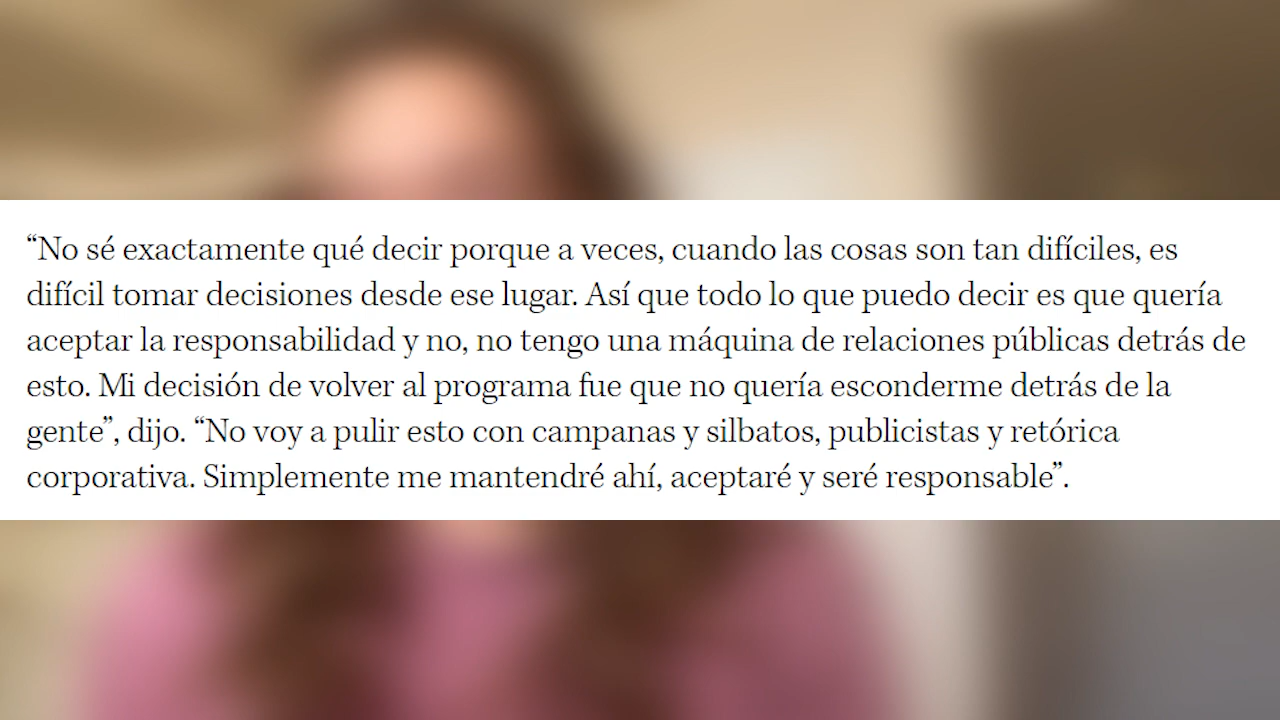 “No sé exactamente qué decir porque a veces, cuando las cosas son tan difíciles, es
difícil tomar decisiones desde ese lugar. Así que todo lo que puedo decir es que quería
aceptar la responsabilidad y no, no tengo una máquina de relaciones públicas detrás de
esto. Mi decisión de volver al programa fue que no quería esconderme detrás de la
gente”, dijo. “No voy a pulir esto con campanas y silbatos, publicistas y retórica
corporativa. Simplemente me mantendré ahí, aceptaré y seré responsable”.